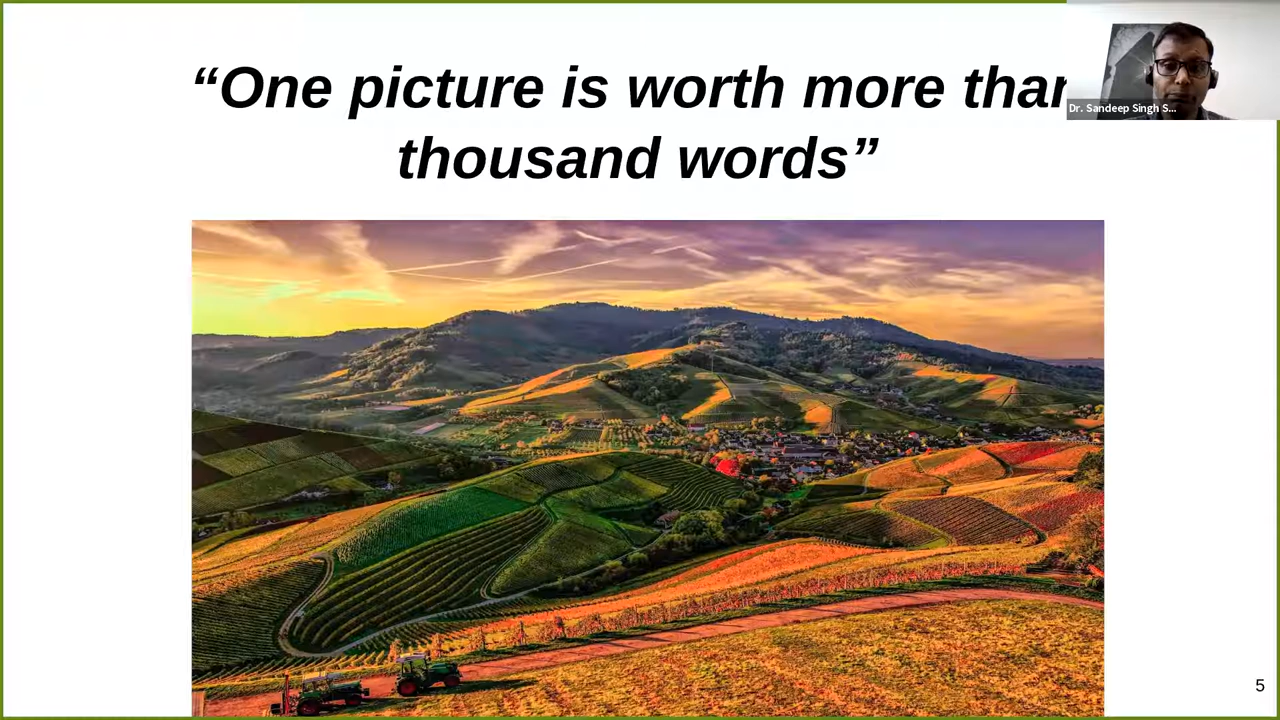 “One picture is worth more than
thousand words”
Dr. Sandeep Singh S...
5